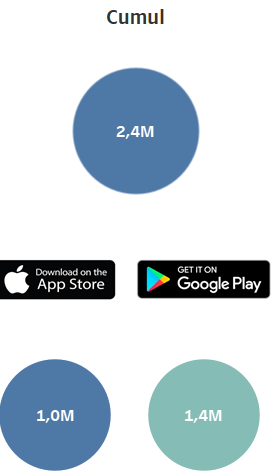 Cumul
2,4M
Download on the
App Store
GET IT ON
Google Play
1,0M
1,4M